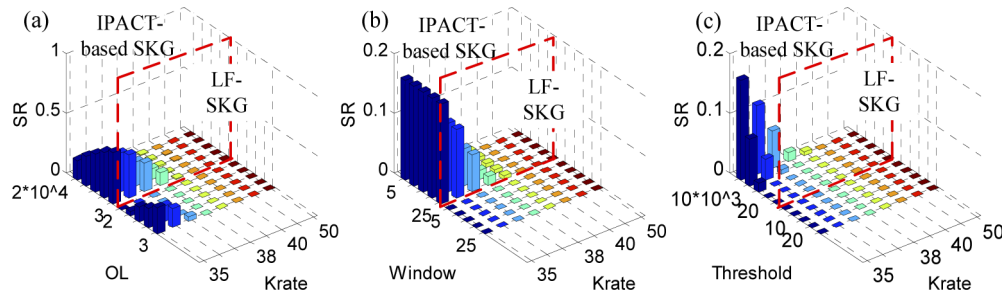 (a)
IPACT-
based SKG
LF-
SKG
SR
1
0.5
0
2*10^4
3
2
3
OL
35
38
40
50
Krate
(b)
IPACT-
based SKG
LF-
SKG
SR
0.2
0.1
0
5
25
5
25
Window
35
38
40
50
Krate
(c)
IPACT-
based SKG
LF-
SKG
SR
0.2
0.1
0
10*10^3
20
10
20
Threshold
35
38
40
50
Krate